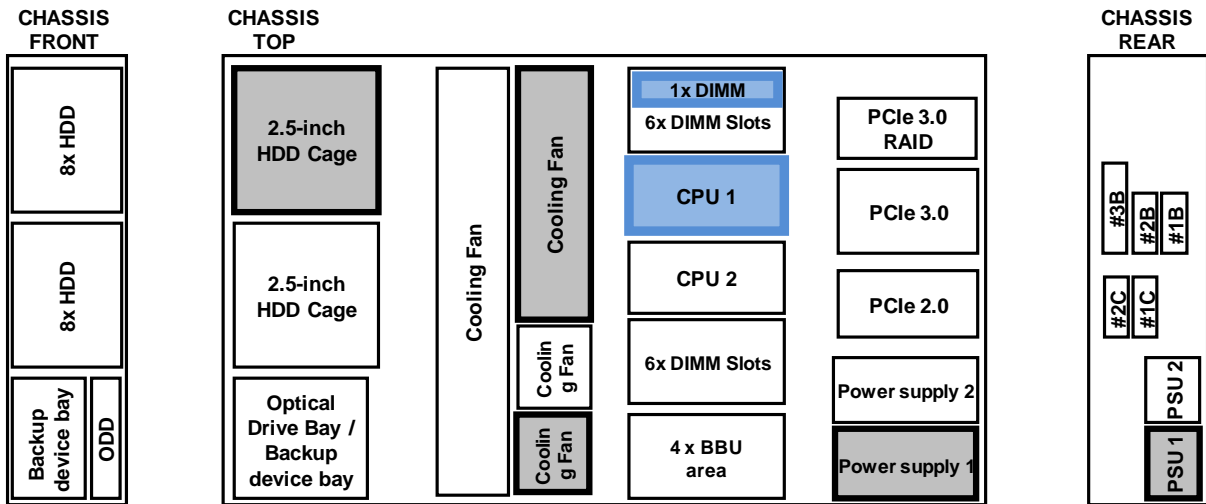 CHASSIS
FRONT
8x HDD
8x HDD
Backup
device bay
ODD
CHASSIS
TOP
2.5-inch
HDD Cage
2.5-inch
HDD Cage
Optical
Drive Bay /
Backup
device bay
Cooling Fan
Cooling Fan
Coolin
g Fan
Coolin
g Fan
1x DIMM
6x DIMM Slots
CPU 1
CPU 2
6x DIMM Slots
4 x BBU
area
PCIe 3.0
RAID
PCIe 3.0
PCIe 2.0
Power supply 2
Power supply 1
CHASSIS
REAR
#3B
#2B
#1B
#2C
#1C
PSU 2
PSU 1